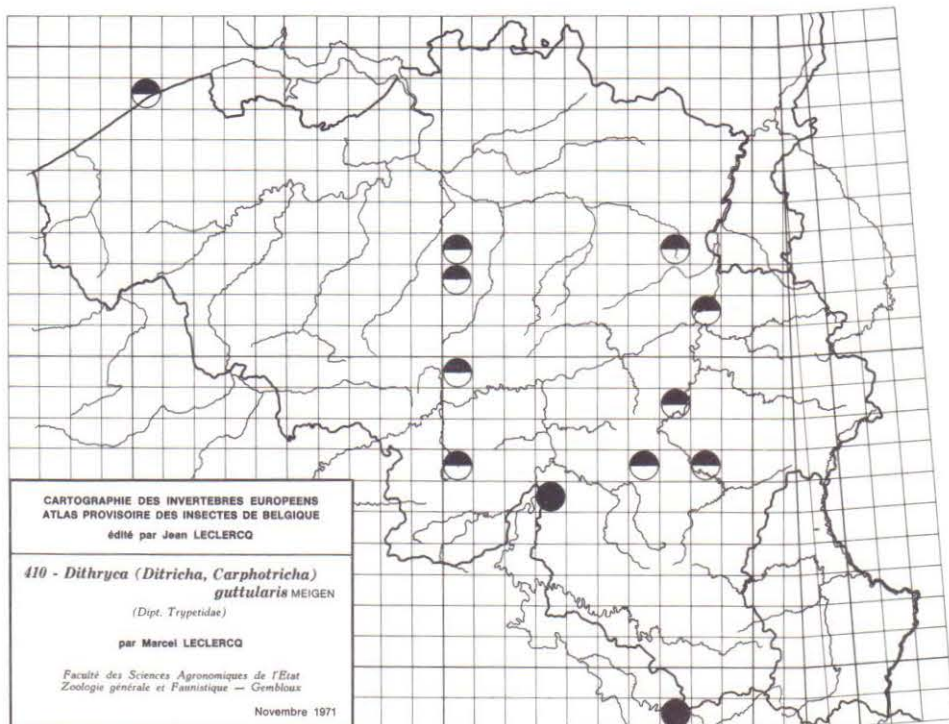 CARTOGRAPHIE DES INVERTEBRES EUROPEENS
ATLAS PROVISOIRE DES INSECTES DE BELGIQUE
édité par Jean LECLERCQ
410 - Dithryca (Ditricha, Carphotricha)
guttularis MEIGEN
(Dipt. Trypetidae)
par Marcel LECLERCQ
Faculté des Sciences Agronomiques de l'Etat
Zoologie générale et Faunistique — Gembloux
Novembre 1971